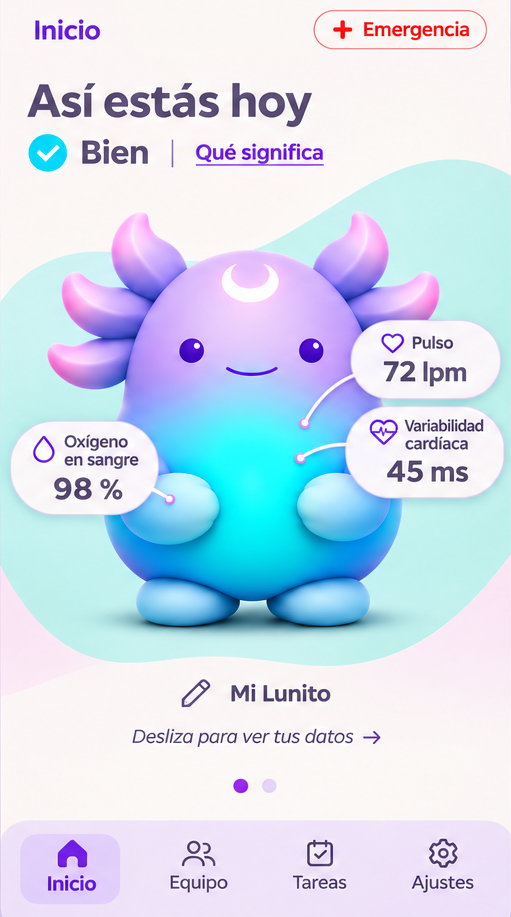 Inicio
Emergencia
Así estás hoy
Bien
Qué significa
Pulso
72 lpm
Variabilidad
cardíaca
45 ms
Oxígeno
en sangre
98 %
Mi Lunito
Desliza para ver tus datos →
Inicio
Equipo
Tareas
Ajustes